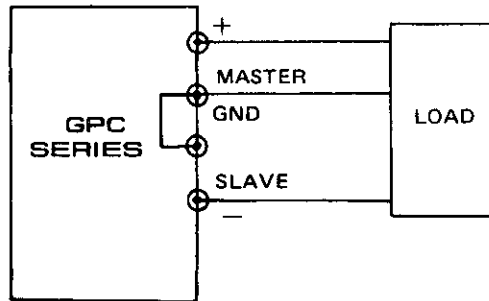 +
MASTER
GND
GPC
SERIES
LOAD
SLAVE
−